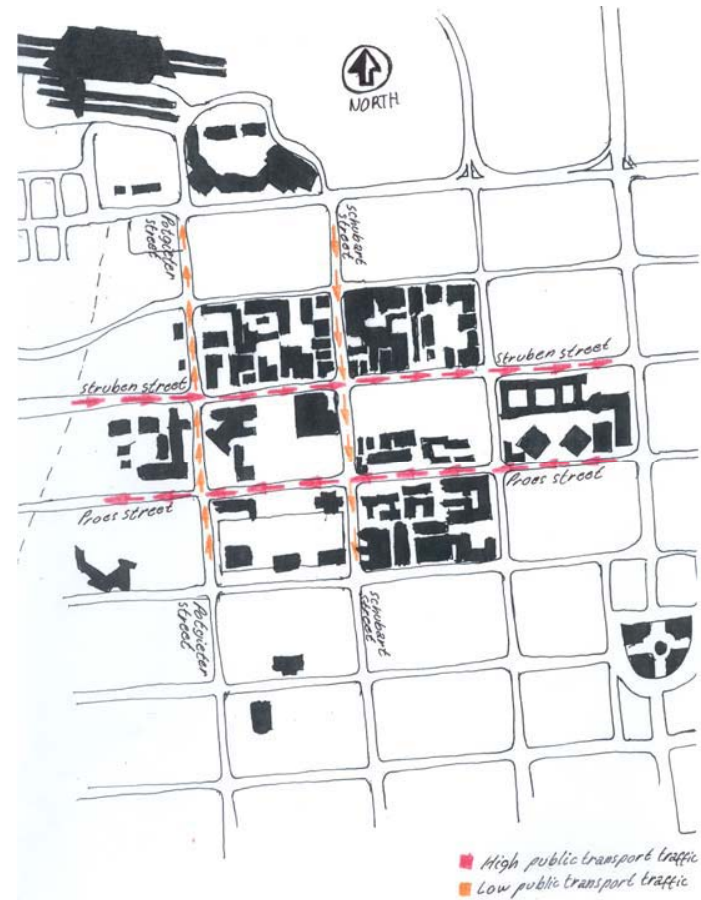 NORTH
Potgieter
street
schubart
street
struben street
struben street
Proes street
Proes street
Potgieter
street
schubart
street
High public transport traffic
Low public transport traffic